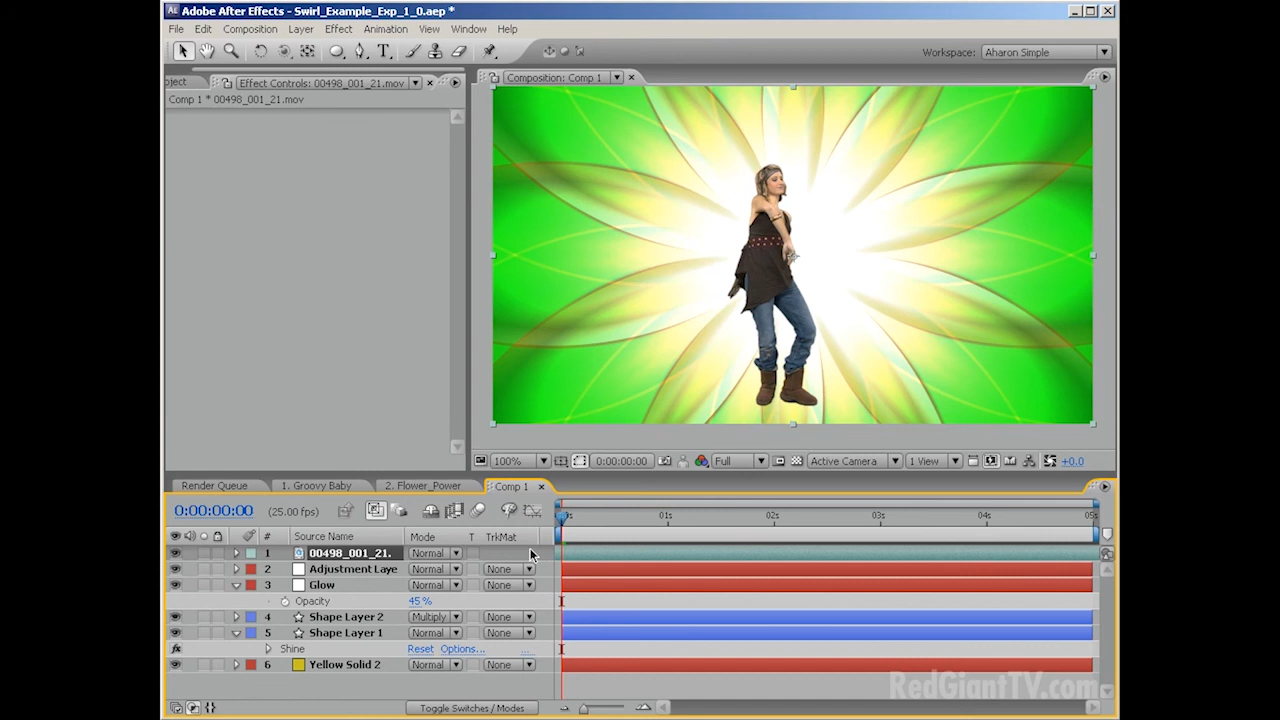 Adobe After Effects - Swirl_Example_Exp_1_0.aep *
File Edit Composition Layer Effect Animation View Window Help
Workspace: Aharon Simple
oject Effect Controls: 00498_001_21.mov
Composition: Comp 1
Comp 1 * 00498_001_21.mov
100% 0:00:00:00 Full Active Camera 1 View +0.0
Render Queue 1. Groovy Baby 2. Flower_Power Comp 1
0:00:00:00 (25.00 fps)
s 01s 02s 03s 04s 05s
# Source Name Mode T TrkMat
1 00498_001_21. Normal
2 Adjustment Laye Normal None
3 Glow Normal None
Opacity 45%
4 Shape Layer 2 Multiply None
5 Shape Layer 1 Normal None
fx Shine Reset Options... ...
6 Yellow Solid 2 Normal None
RedGiantTV.com
Toggle Switches / Modes